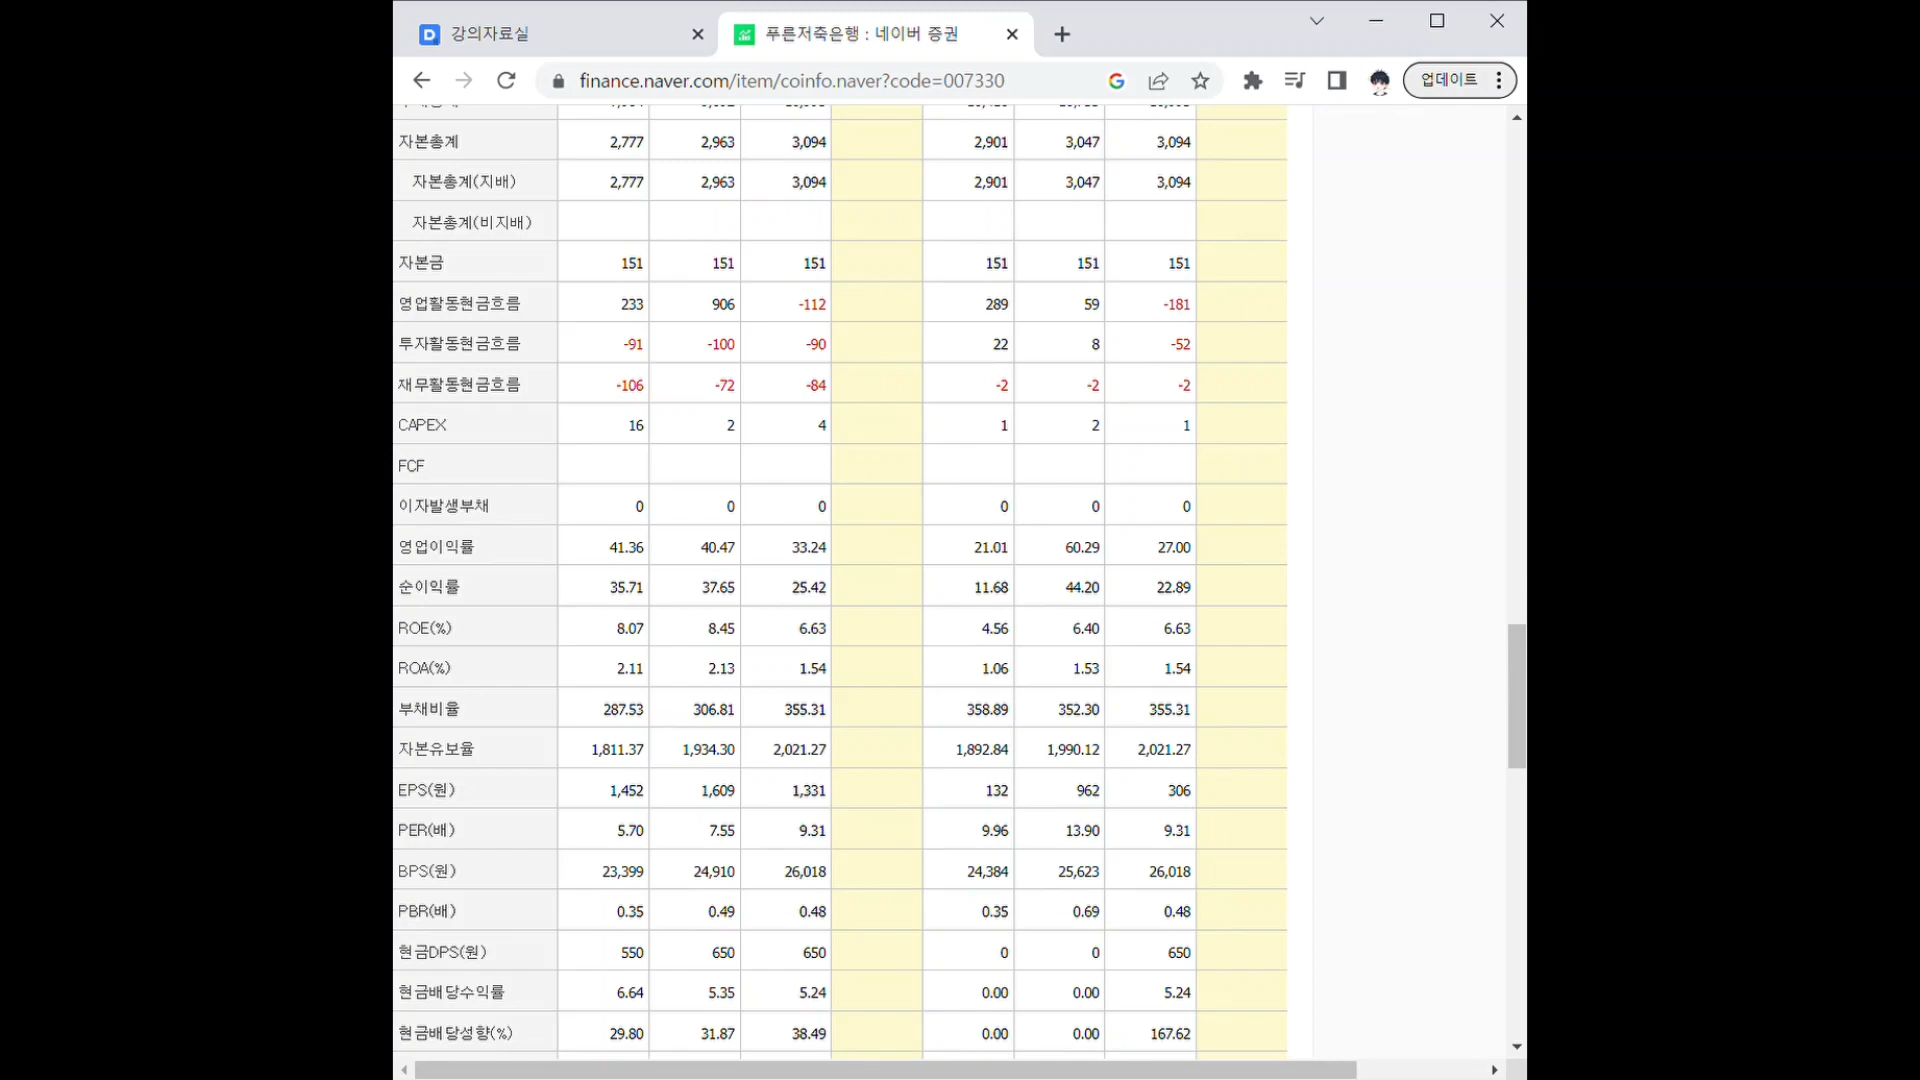 강의자료실
푸른저축은행 : 네이버 증권
finance.naver.com/item/coinfo.naver?code=007330
업데이트
자본총계 2,777 2,963 3,094 2,901 3,047 3,094
자본총계(지배) 2,777 2,963 3,094 2,901 3,047 3,094
자본총계(비지배)
자본금 151 151 151 151 151 151
영업활동현금흐름 233 906 -112 289 59 -181
투자활동현금흐름 -91 -100 -90 22 8 -52
재무활동현금흐름 -106 -72 -84 -2 -2 -2
CAPEX 16 2 4 1 2 1
FCF
이자발생부채 0 0 0 0 0 0
영업이익률 41.36 40.47 33.24 21.01 60.29 27.00
순이익률 35.71 37.65 25.42 11.68 44.20 22.89
ROE(%) 8.07 8.45 6.63 4.56 6.40 6.63
ROA(%) 2.11 2.13 1.54 1.06 1.53 1.54
부채비율 287.53 306.81 355.31 358.89 352.30 355.31
자본유보율 1,811.37 1,934.30 2,021.27 1,892.84 1,990.12 2,021.27
EPS(원) 1,452 1,609 1,331 132 962 306
PER(배) 5.70 7.55 9.31 9.96 13.90 9.31
BPS(원) 23,399 24,910 26,018 24,384 25,623 26,018
PBR(배) 0.35 0.49 0.48 0.35 0.69 0.48
현금DPS(원) 550 650 650 0 0 650
현금배당수익률 6.64 5.35 5.24 0.00 0.00 5.24
현금배당성향(%) 29.80 31.87 38.49 0.00 0.00 167.62